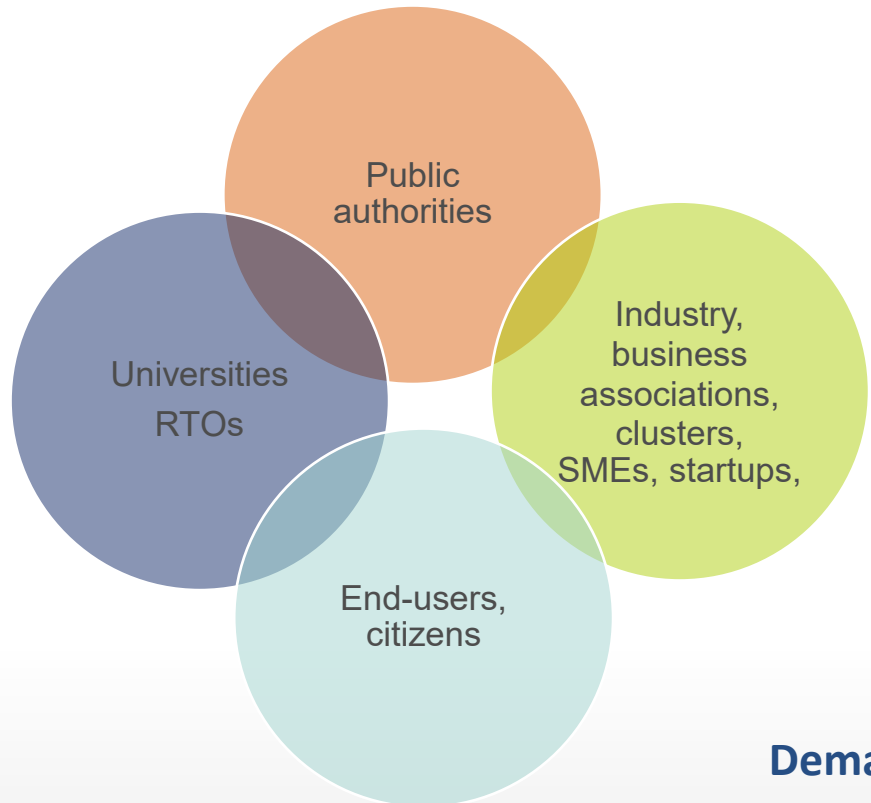 Public
authorities
Universities
RTOs
Industry,
business
associations,
clusters,
SMEs, startups,
End-users,
citizens